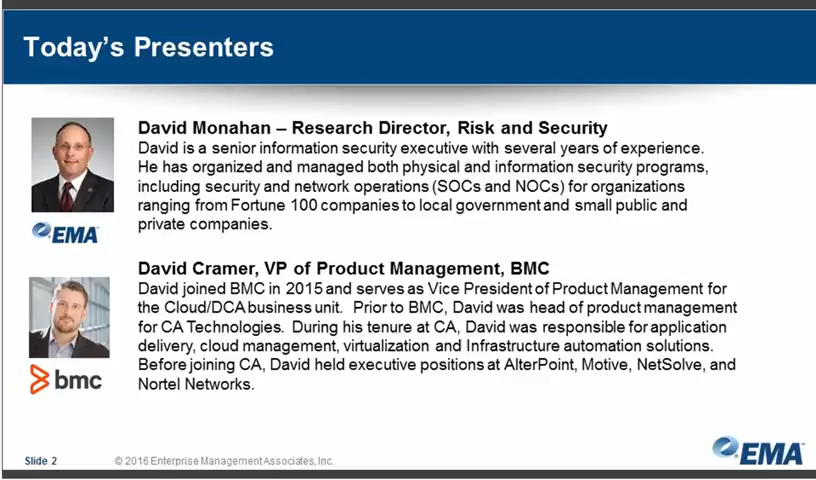 Today's Presenters
David Monahan – Research Director, Risk and Security
David is a senior information security executive with several years of experience.
He has organized and managed both physical and information security programs,
including security and network operations (SOCs and NOCs) for organizations
ranging from Fortune 100 companies to local government and small public and
private companies.
EMA
David Cramer, VP of Product Management, BMC
David joined BMC in 2015 and serves as Vice President of Product Management for
the Cloud/DCA business unit. Prior to BMC, David was head of product management
for CA Technologies. During his tenure at CA, David was responsible for application
delivery, cloud management, virtualization and Infrastructure automation solutions.
Before joining CA, David held executive positions at AlterPoint, Motive, NetSolve, and
Nortel Networks.
bmc
Slide 2 © 2016 Enterprise Management Associates, Inc.
EMA